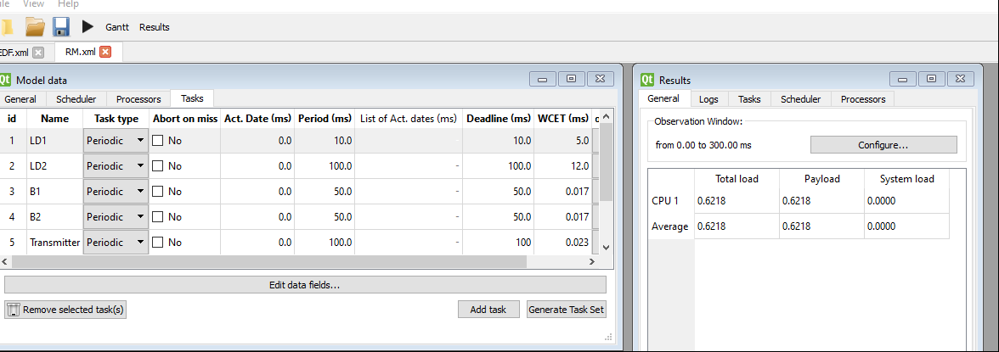 File View Help
Gantt Results
EDF.xml RM.xml
Qt Model data
General Scheduler Processors Tasks
id Name Task type Abort on miss Act. Date (ms) Period (ms) List of Act. dates (ms) Deadline (ms) WCET (ms)
1 LD1 Periodic No 0.0 10.0 - 10.0 5.0
2 LD2 Periodic No 0.0 100.0 - 100.0 12.0
3 B1 Periodic No 0.0 50.0 - 50.0 0.017
4 B2 Periodic No 0.0 50.0 - 50.0 0.017
5 Transmitter Periodic No 0.0 100.0 - 100 0.023
Edit data fields...
Remove selected task(s) Add task Generate Task Set
Qt Results
General Logs Tasks Scheduler Processors
Observation Window:
from 0.00 to 300.00 ms Configure...
Total load Payload System load
CPU 1 0.6218 0.6218 0.0000
Average 0.6218 0.6218 0.0000